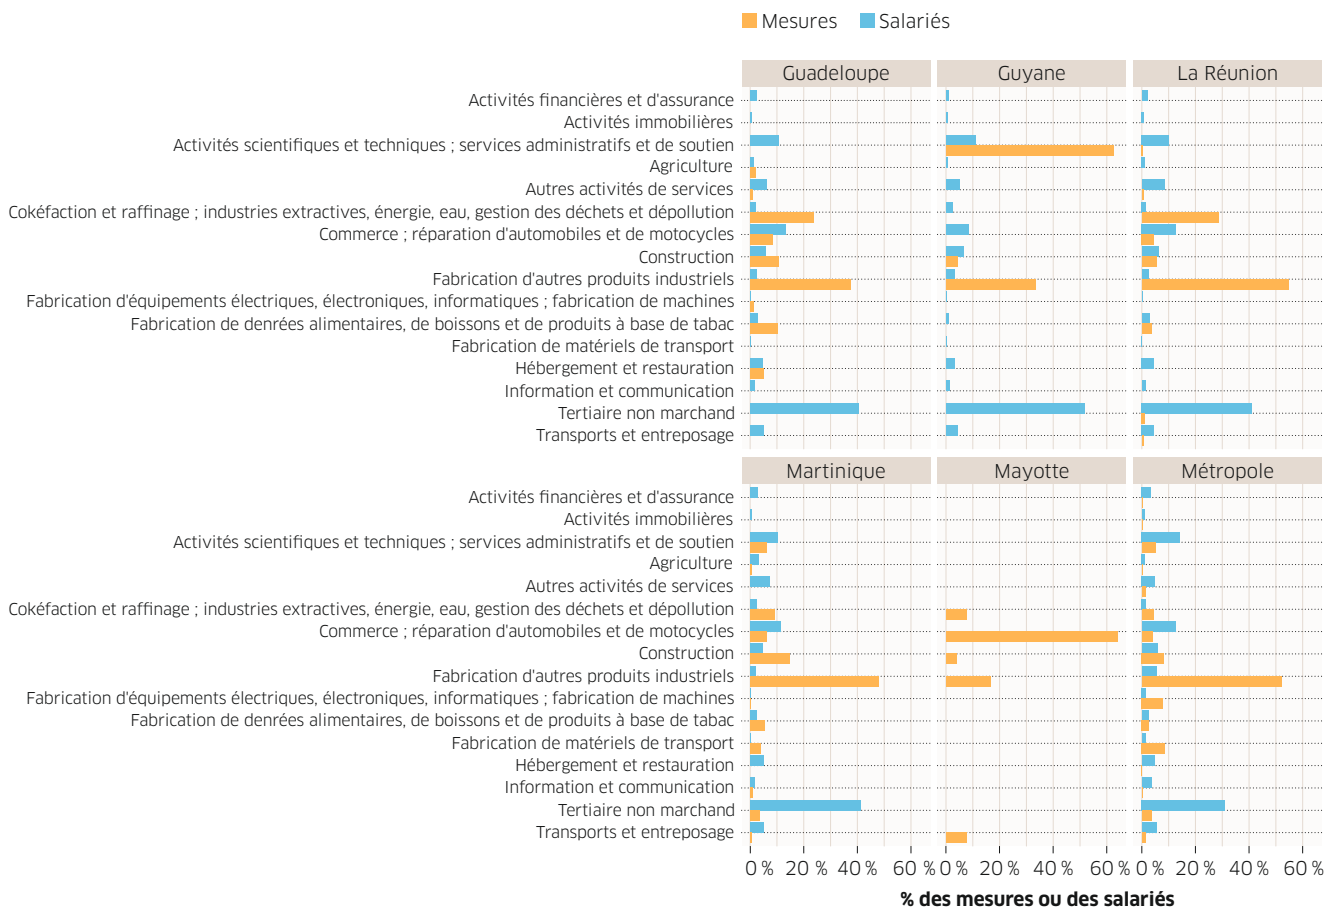 Mesures Salariés
Guadeloupe Guyane La Réunion
Activités financières et d'assurance
Activités immobilières
Activités scientifiques et techniques ; services administratifs et de soutien
Agriculture
Autres activités de services
Cokéfaction et raffinage ; industries extractives, énergie, eau, gestion des déchets et dépollution
Commerce ; réparation d'automobiles et de motocycles
Construction
Fabrication d'autres produits industriels
Fabrication d'équipements électriques, électroniques, informatiques ; fabrication de machines
Fabrication de denrées alimentaires, de boissons et de produits à base de tabac
Fabrication de matériels de transport
Hébergement et restauration
Information et communication
Tertiaire non marchand
Transports et entreposage
Martinique Mayotte Métropole
Activités financières et d'assurance
Activités immobilières
Activités scientifiques et techniques ; services administratifs et de soutien
Agriculture
Autres activités de services
Cokéfaction et raffinage ; industries extractives, énergie, eau, gestion des déchets et dépollution
Commerce ; réparation d'automobiles et de motocycles
Construction
Fabrication d'autres produits industriels
Fabrication d'équipements électriques, électroniques, informatiques ; fabrication de machines
Fabrication de denrées alimentaires, de boissons et de produits à base de tabac
Fabrication de matériels de transport
Hébergement et restauration
Information et communication
Tertiaire non marchand
Transports et entreposage
0 % 20 % 40 % 60 % 0 % 20 % 40 % 60 % 0 % 20 % 40 % 60 %
% des mesures ou des salariés